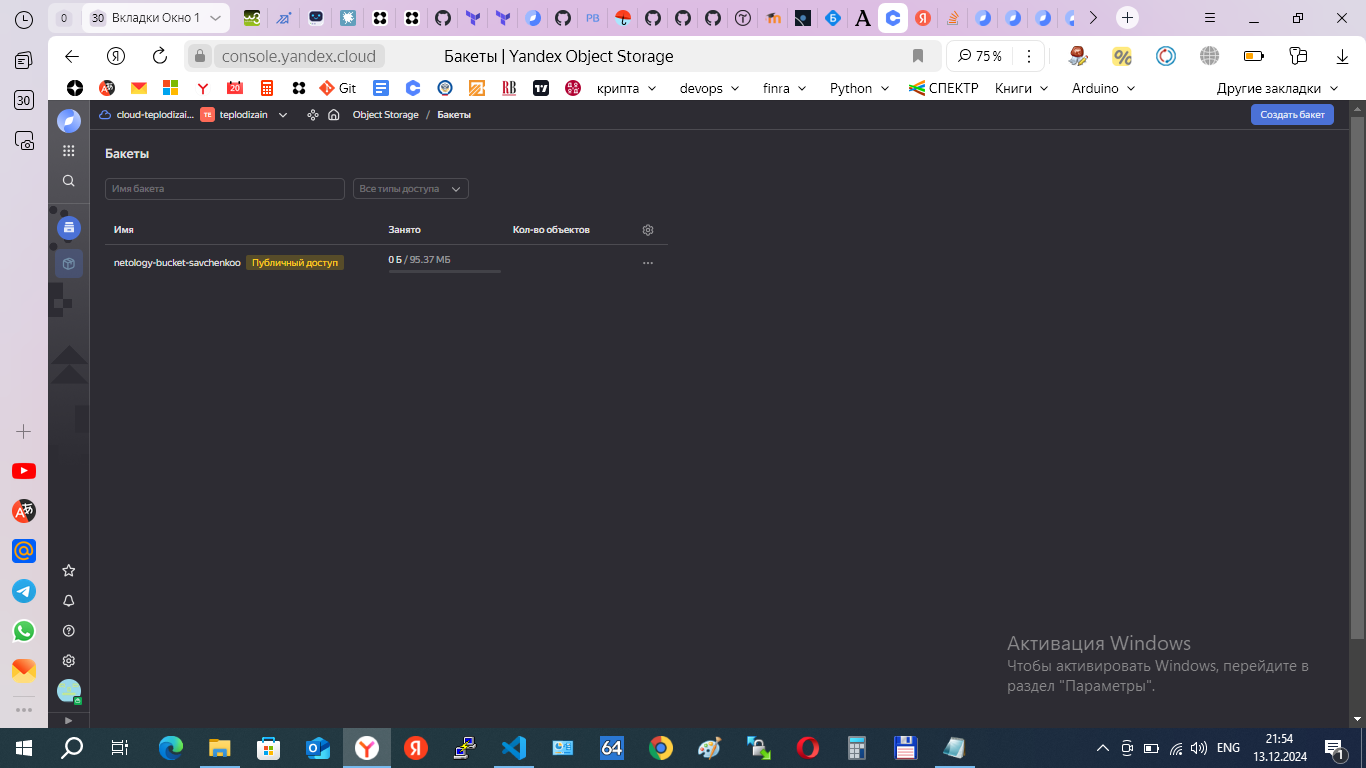 0
30 Вкладки Окно 1
console.yandex.cloud
Бакеты | Yandex Object Storage
75 %
30
Git
крипта
devops
finra
Python
СПЕКТР
Книги
Arduino
Другие закладки
cloud-teplodizai...
TE
teplodizain
Object Storage / Бакеты
Создать бакет
Бакеты
Имя бакета
Все типы доступа
Имя
Занято
Кол-во объектов
netology-bucket-savchenkoo
Публичный доступ
0 Б / 95.37 МБ
Активация Windows
Чтобы активировать Windows, перейдите в
раздел "Параметры".
64
ENG
21:54
13.12.2024
1